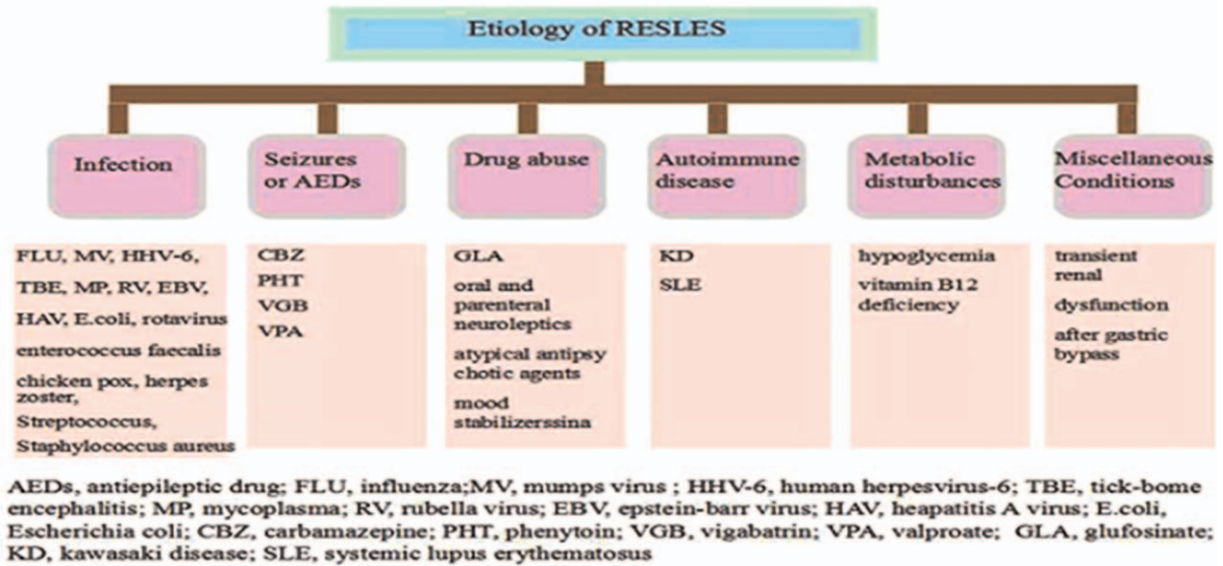 Etiology of RESLES
Infection
Seizures
or AEDs
Drug abuse
Autoimmune
disease
Metabolic
disturbances
Miscellaneous
Conditions
FLU, MV, HHV-6,
TBE, MP, RV, EBV,
HAV, E.coli, rotavirus
enterococcus faecalis
chicken pox, herpes
zoster,
Streptococcus,
Staphylococcus aureus
CBZ
PHT
VGB
VPA
GLA
oral and
parenteral
neuroleptics
atypical antipsy
chotic agents
mood
stabilizerssina
KD
SLE
hypoglycemia
vitamin B12
deficiency
transient
renal
dysfunction
after gastric
bypass
AEDs, antiepileptic drug; FLU, influenza;MV, mumps virus ; HHV-6, human herpesvirus-6; TBE, tick-bome
encephalitis; MP, mycoplasma; RV, rubella virus; EBV, epstein-barr virus; HAV, heapatitis A virus; E.coli,
Escherichia coli; CBZ, carbamazepine; PHT, phenytoin; VGB, vigabatrin; VPA, valproate; GLA, glufosinate;
KD, kawasaki disease; SLE, systemic lupus erythematosus